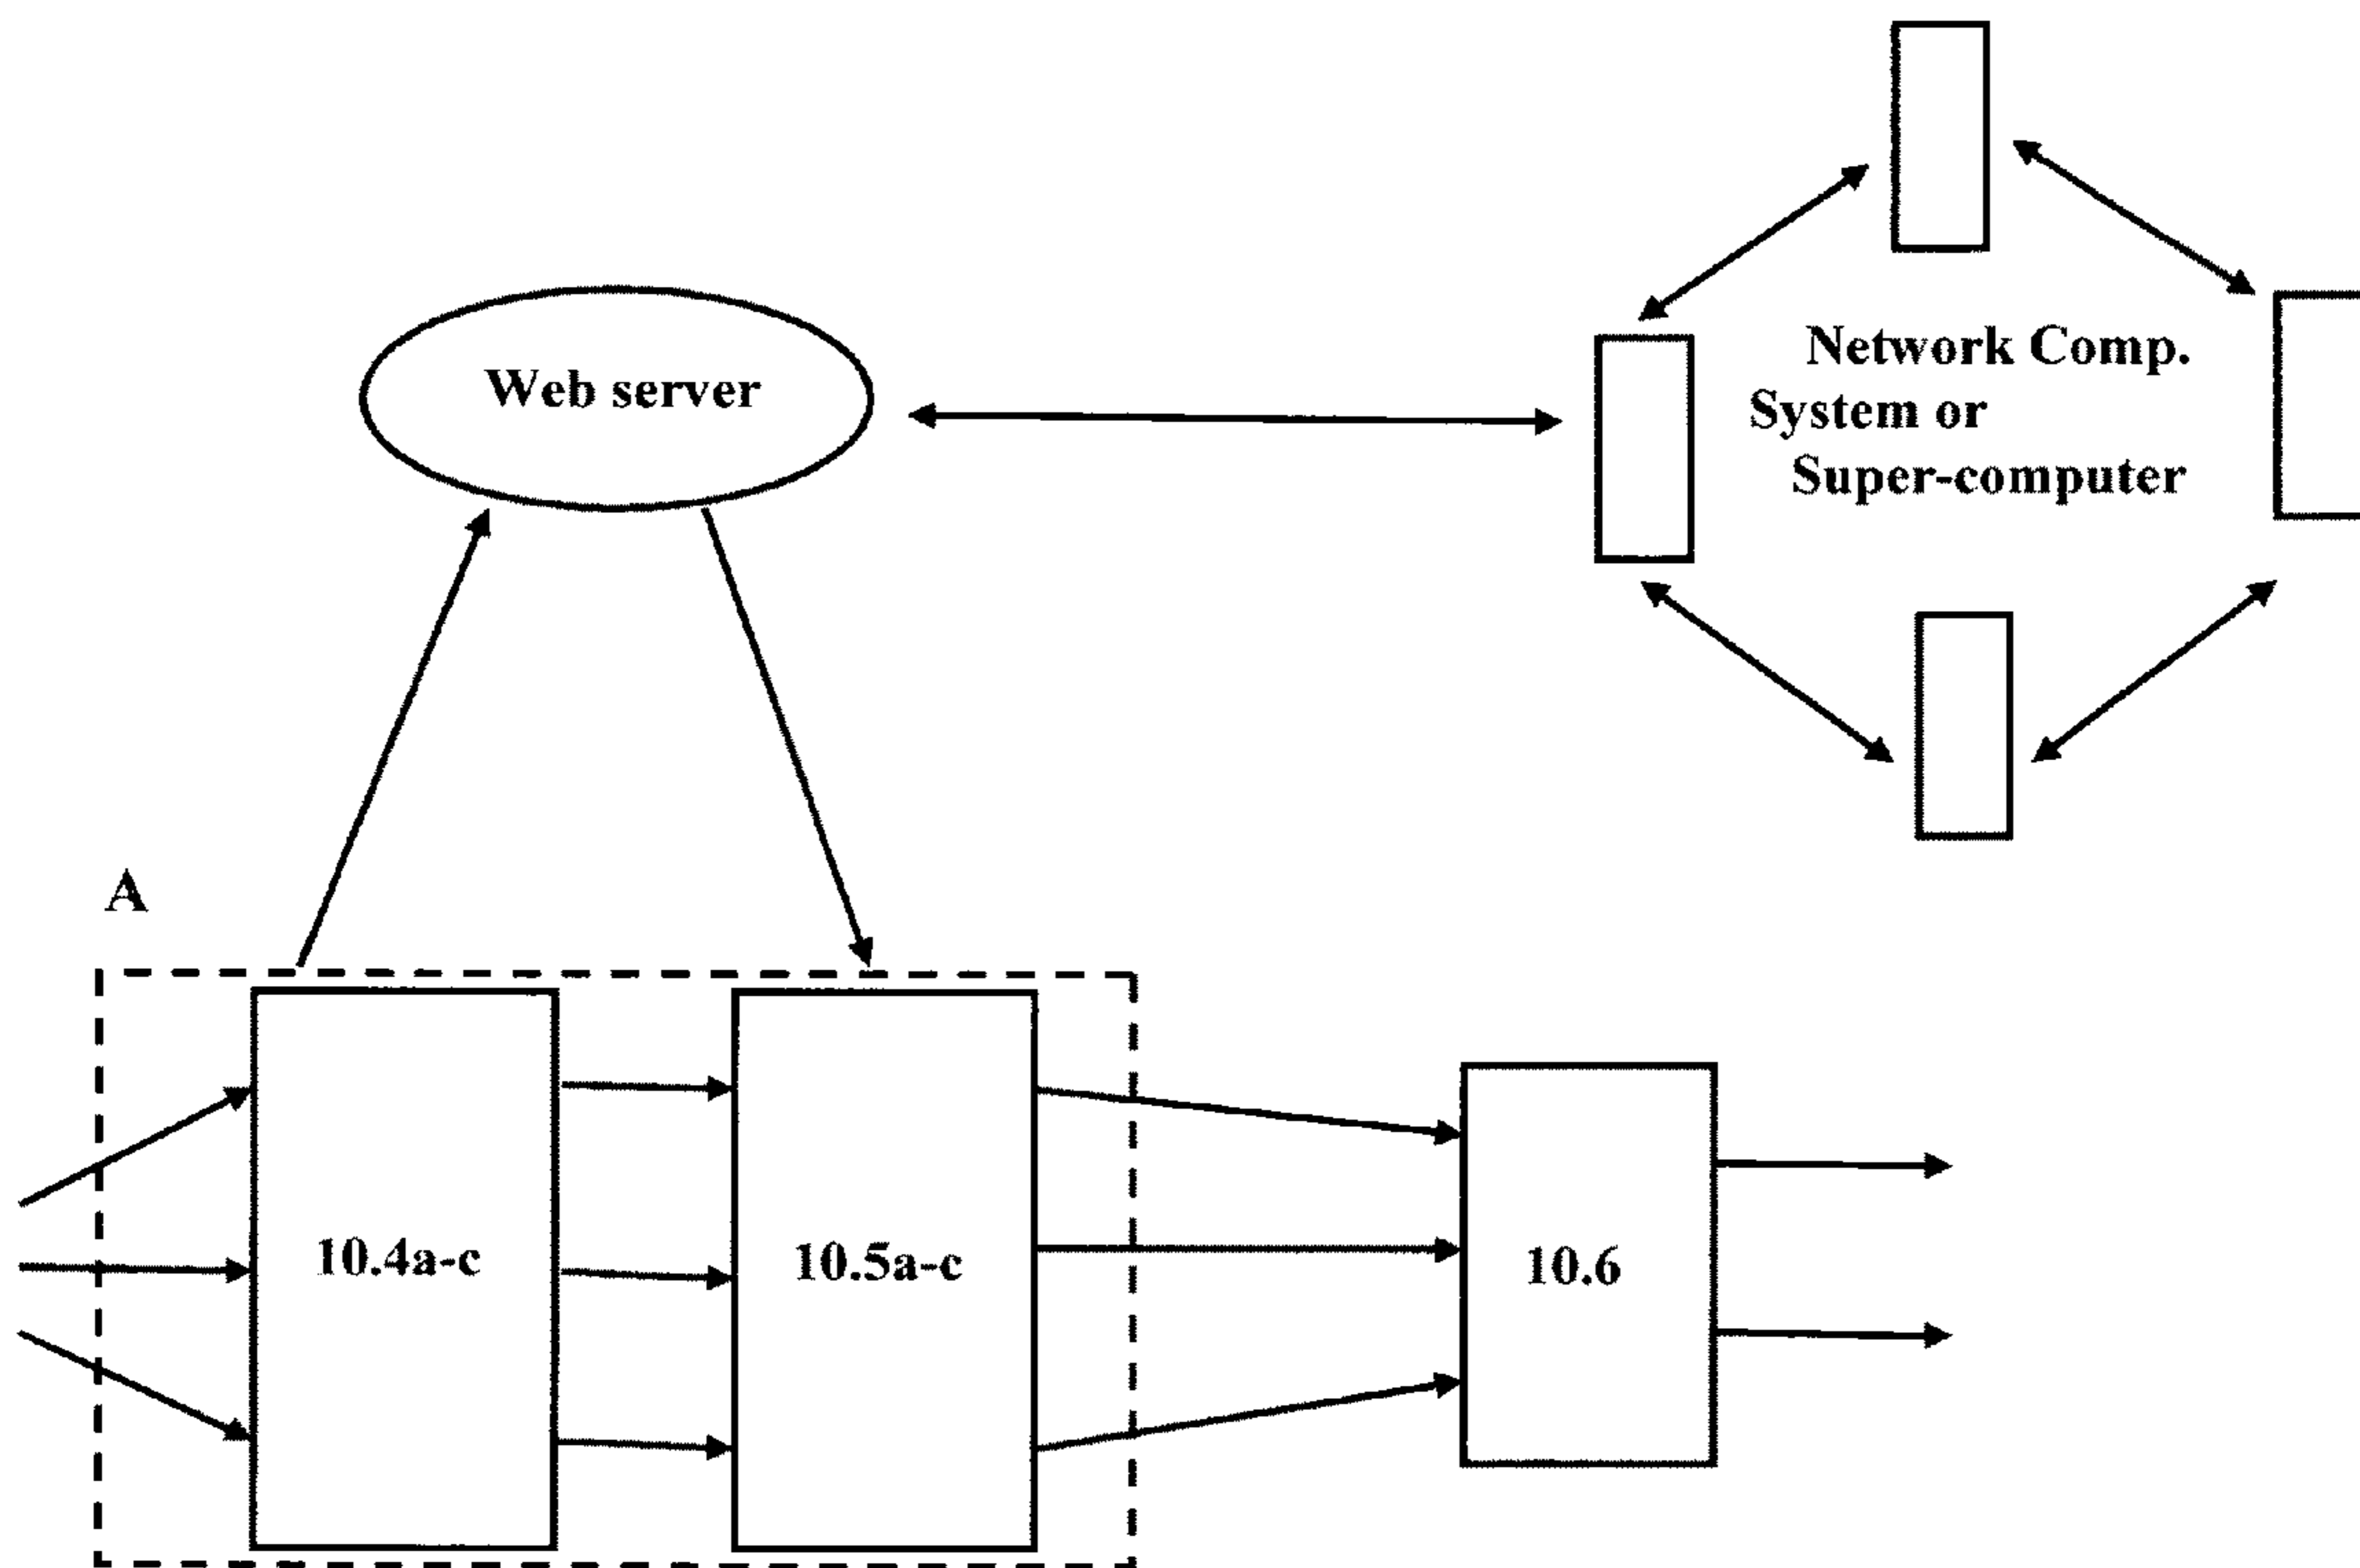 Web server
Network Comp.
System or
Super-computer
A
10.4a-c
10.5a-c
10.6